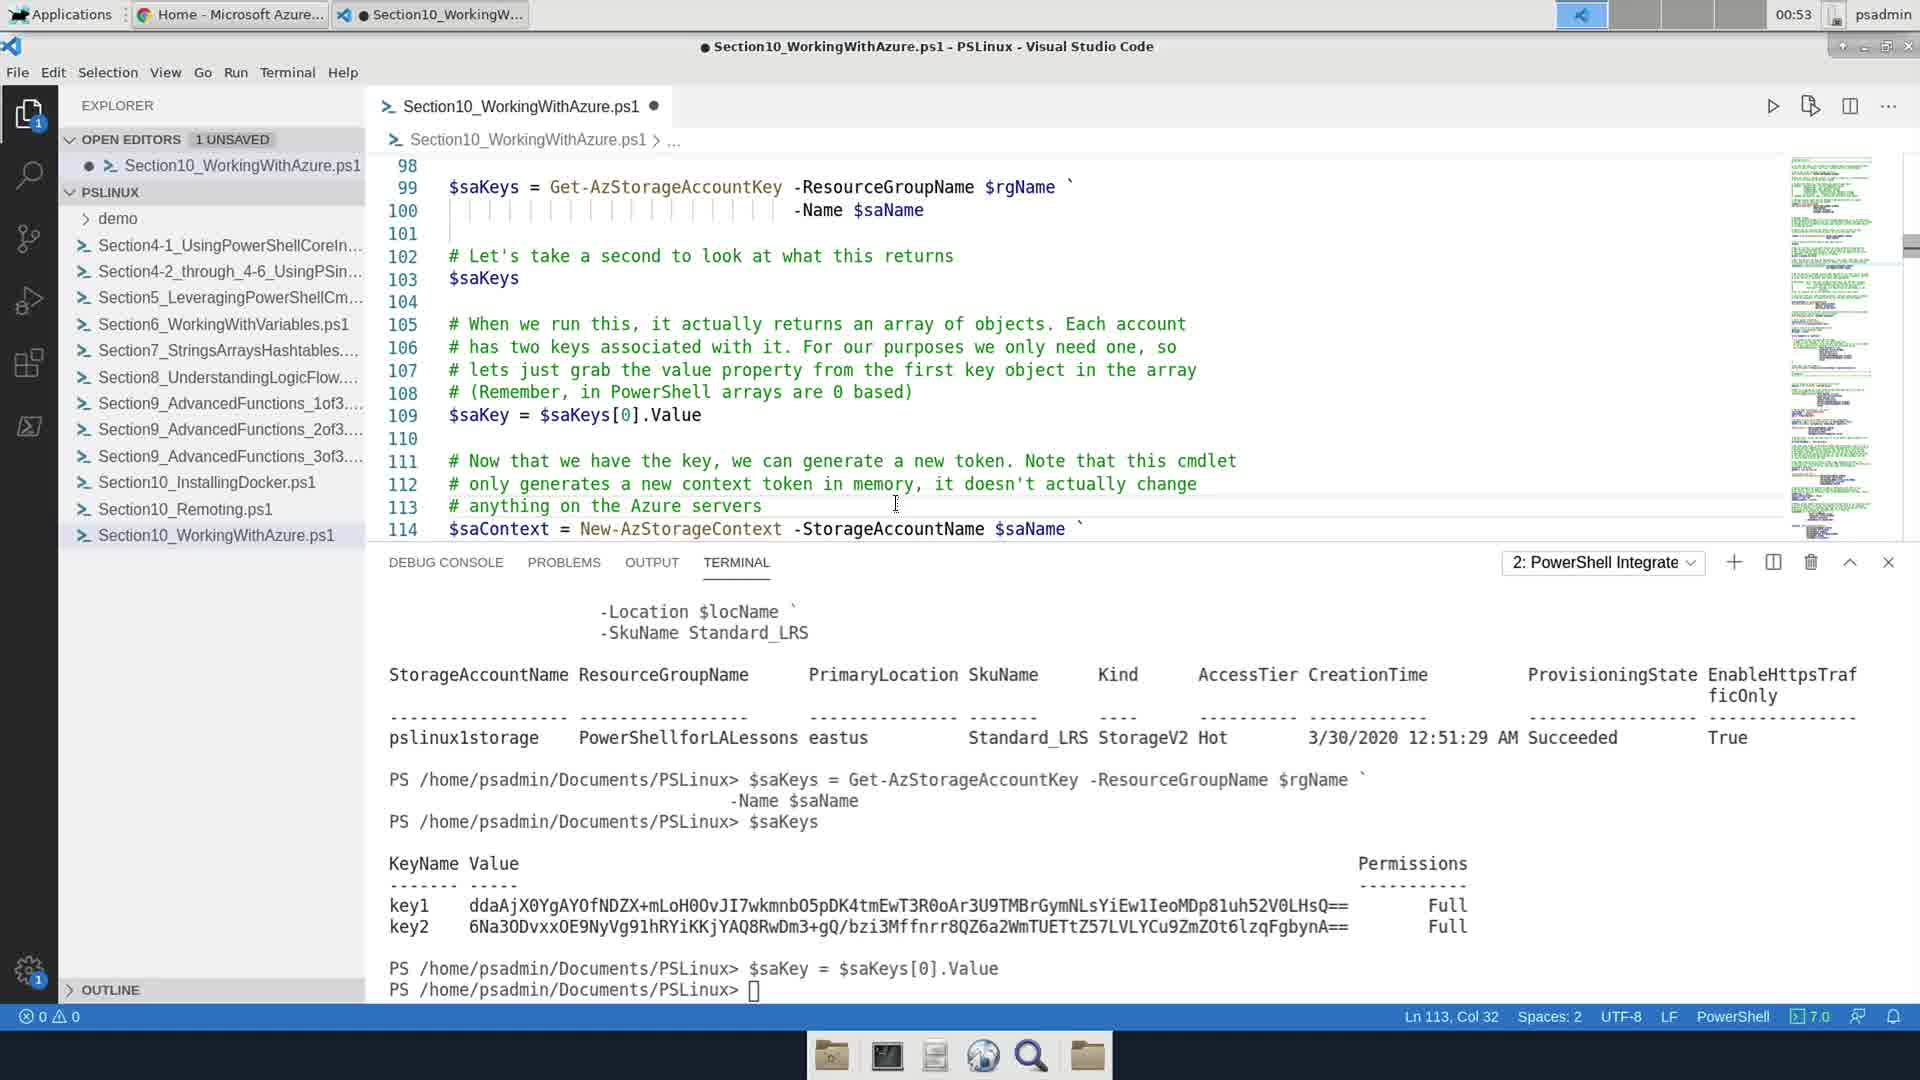 Applications
Home - Microsoft Azure...
● Section10_WorkingW...
00:53
psadmin
● Section10_WorkingWithAzure.ps1 - PSLinux - Visual Studio Code
File Edit Selection View Go Run Terminal Help
EXPLORER
OPEN EDITORS 1 UNSAVED
● Section10_WorkingWithAzure.ps1
PSLINUX
demo
Section4-1_UsingPowerShellCoreIn...
Section4-2_through_4-6_UsingPSin...
Section5_LeveragingPowerShellCm...
Section6_WorkingWithVariables.ps1
Section7_StringsArraysHashtables....
Section8_UnderstandingLogicFlow....
Section9_AdvancedFunctions_1of3....
Section9_AdvancedFunctions_2of3....
Section9_AdvancedFunctions_3of3....
Section10_InstallingDocker.ps1
Section10_Remoting.ps1
Section10_WorkingWithAzure.ps1
OUTLINE
1
1
Section10_WorkingWithAzure.ps1 ●
Section10_WorkingWithAzure.ps1 > ...
98
99 $saKeys = Get-AzStorageAccountKey -ResourceGroupName $rgName `
100 -Name $saName
101
102 # Let's take a second to look at what this returns
103 $saKeys
104
105 # When we run this, it actually returns an array of objects. Each account
106 # has two keys associated with it. For our purposes we only need one, so
107 # lets just grab the value property from the first key object in the array
108 # (Remember, in PowerShell arrays are 0 based)
109 $saKey = $saKeys[0].Value
110
111 # Now that we have the key, we can generate a new token. Note that this cmdlet
112 # only generates a new context token in memory, it doesn't actually change
113 # anything on the Azure servers
114 $saContext = New-AzStorageContext -StorageAccountName $saName `
DEBUG CONSOLE PROBLEMS OUTPUT TERMINAL
2: PowerShell Integrate
-Location $locName `
-SkuName Standard_LRS
StorageAccountName ResourceGroupName PrimaryLocation SkuName Kind AccessTier CreationTime ProvisioningState EnableHttpsTraf
ficOnly
------------------ ----------------- --------------- ------- ---- ---------- ------------ ----------------- ---------------
pslinux1storage PowerShellforLALessons eastus Standard_LRS StorageV2 Hot 3/30/2020 12:51:29 AM Succeeded True
PS /home/psadmin/Documents/PSLinux> $saKeys = Get-AzStorageAccountKey -ResourceGroupName $rgName `
-Name $saName
PS /home/psadmin/Documents/PSLinux> $saKeys
KeyName Value Permissions
------- ----- -----------
key1 ddaAjX0YgAYOfNDZX+mLoH0OvJI7wkmnbO5pDK4tmEwT3R0oAr3U9TMBrGymNLsYiEw1IeoMDp81uh52V0LHsQ== Full
key2 6Na3ODvxxOE9NyVg91hRYiKKjYAQ8RwDm3+gQ/bzi3Mffnrr8QZ6a2WmTUETtZ57LVLYCu9ZmZOt6lzqFgbynA== Full
PS /home/psadmin/Documents/PSLinux> $saKey = $saKeys[0].Value
PS /home/psadmin/Documents/PSLinux>
0 0
Ln 113, Col 32 Spaces: 2 UTF-8 LF PowerShell 7.0